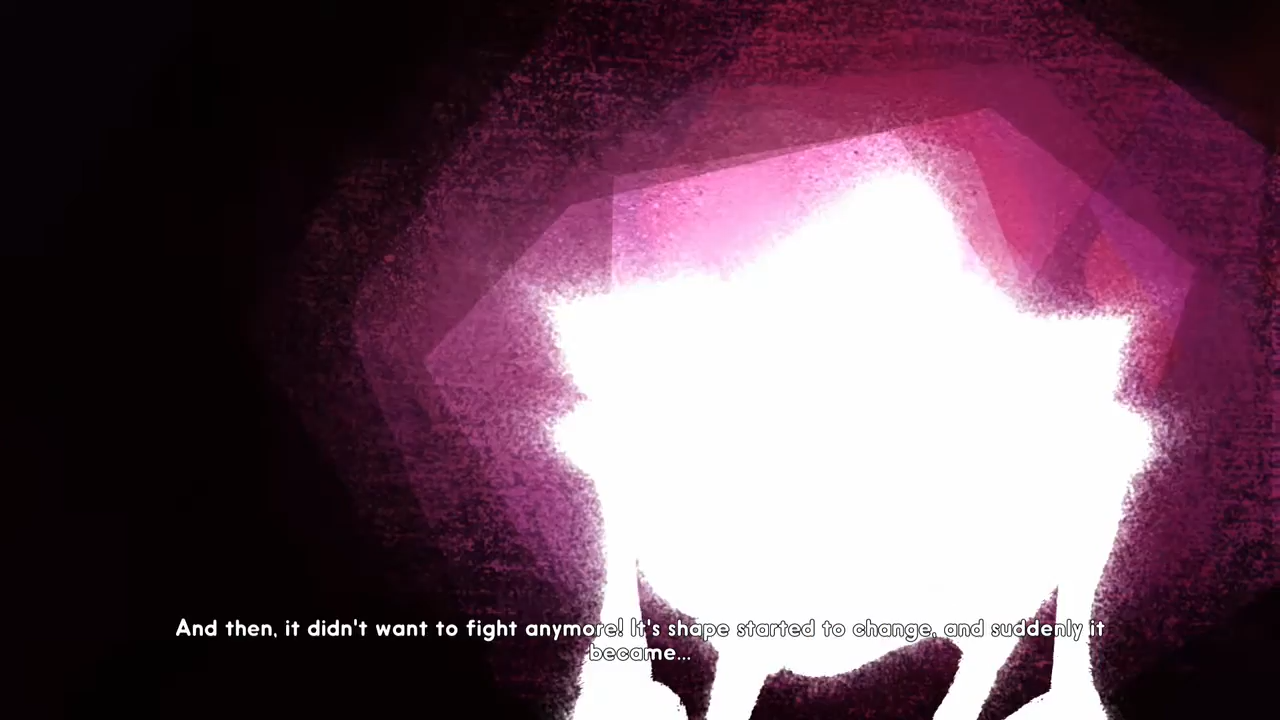 And then, it didn't want to fight anymore! It's shape started to change, and suddenly it
became...